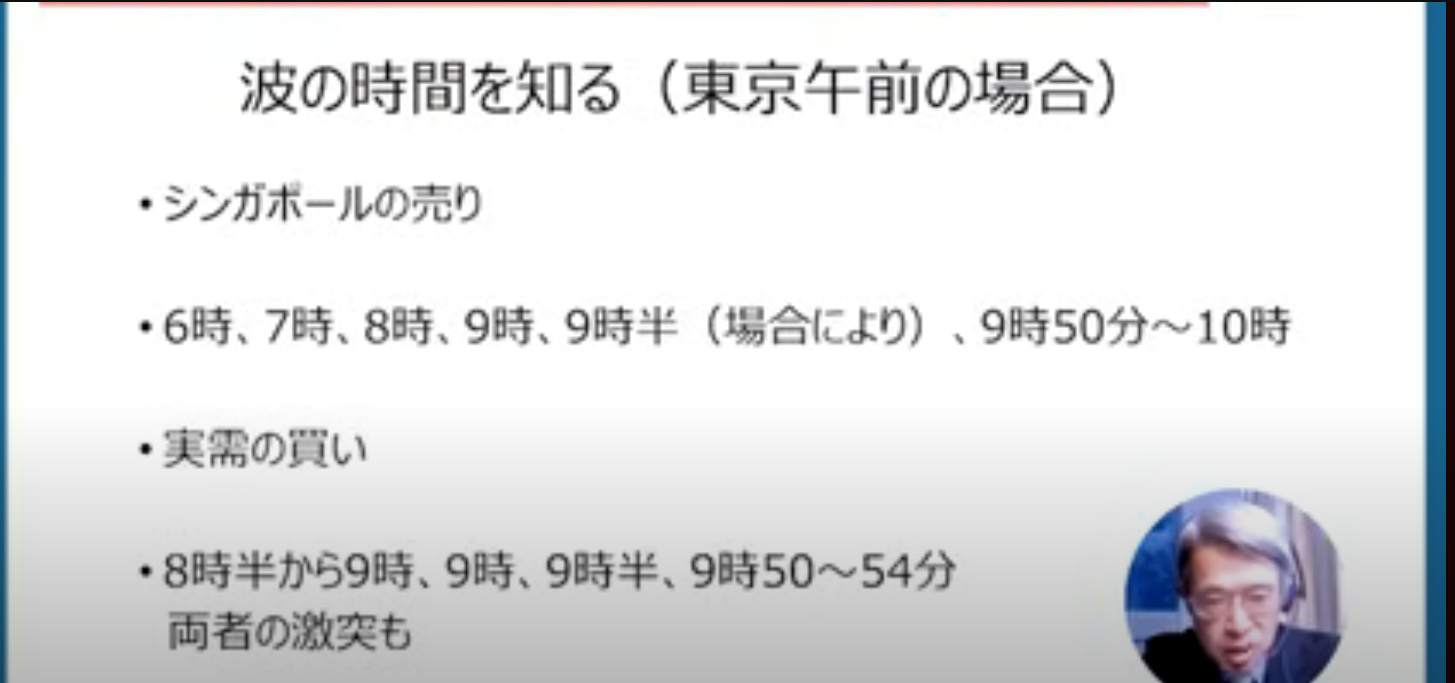 波の時間を知る（東京午前の場合）
•シンガポールの売り
•6時、7時、8時、9時、9時半（場合により）、9時50分～10時
•実需の買い
•8時半から9時、9時、9時半、9時50～54分
両者の激突も